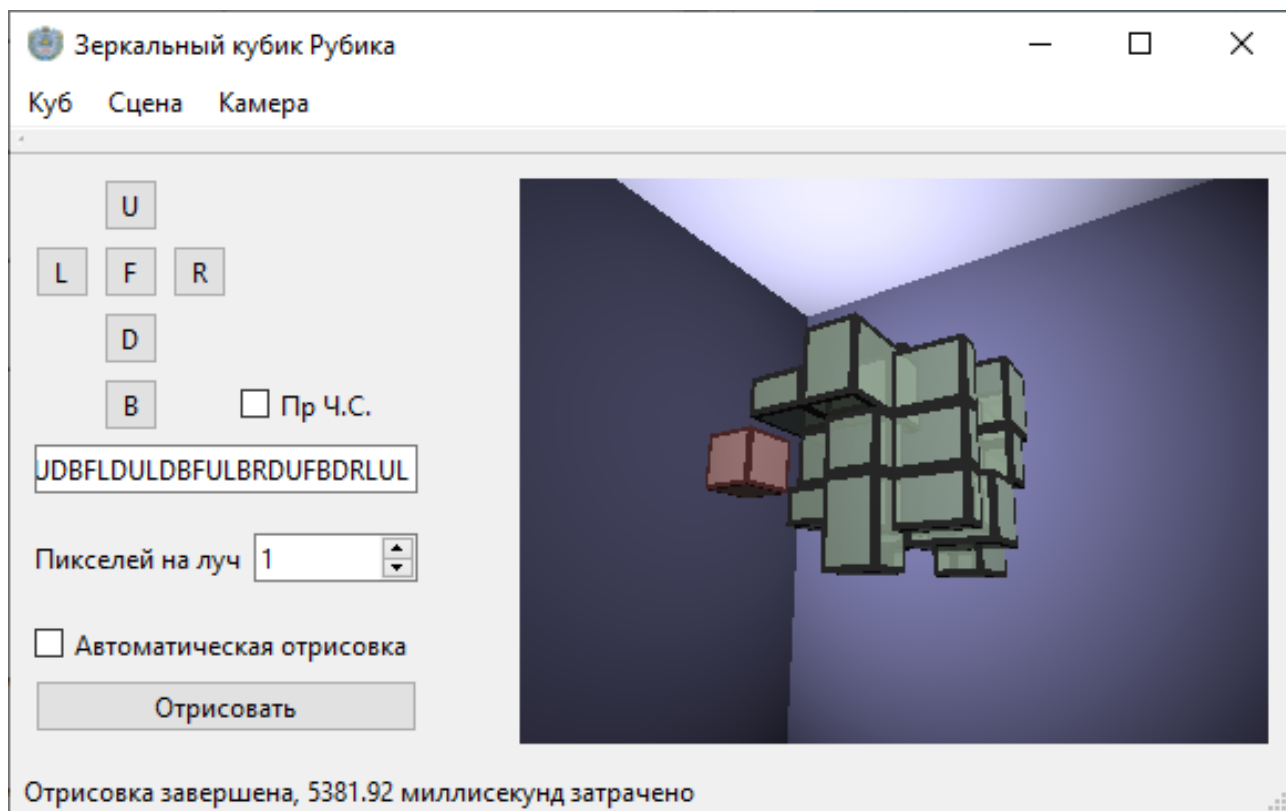 Зеркальный кубик Рубика
Куб Сцена Камера
U
L F R
D
B Пр Ч.С.
UDBFLDULDBFULBRDUFBDRLUL
Пикселей на луч 1
Автоматическая отрисовка
Отрисовать
Отрисовка завершена, 5381.92 миллисекунд затрачено